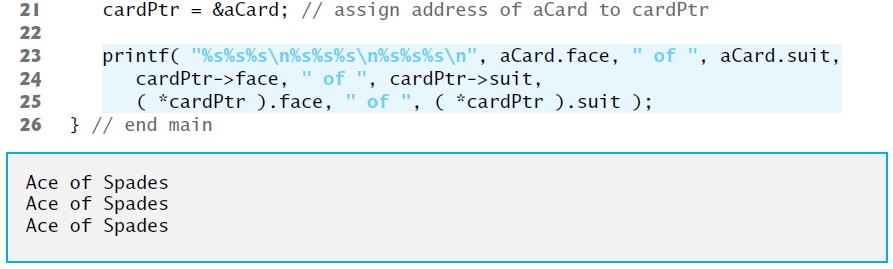 21 cardPtr = &aCard; // assign address of aCard to cardPtr
22
23 printf( "%s%s%s\n%s%s%s\n%s%s%s\n", aCard.face, " of ", aCard.suit,
24 cardPtr->face, " of ", cardPtr->suit,
25 ( *cardPtr ).face, " of ", ( *cardPtr ).suit );
26 } // end main
Ace of Spades
Ace of Spades
Ace of Spades